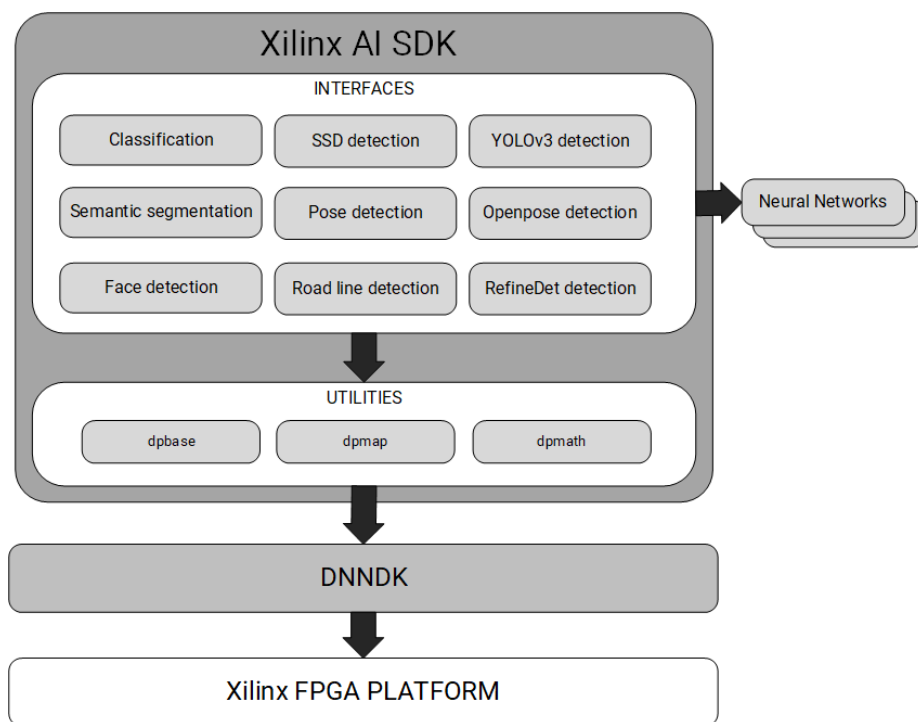 Xilinx AI SDK
INTERFACES
Classification
SSD detection
YOLOv3 detection
Semantic segmentation
Pose detection
Openpose detection
Neural Networks
Face detection
Road line detection
RefineDet detection
UTILITIES
dpbase
dpmap
dpmath
DNNDK
Xilinx FPGA PLATFORM